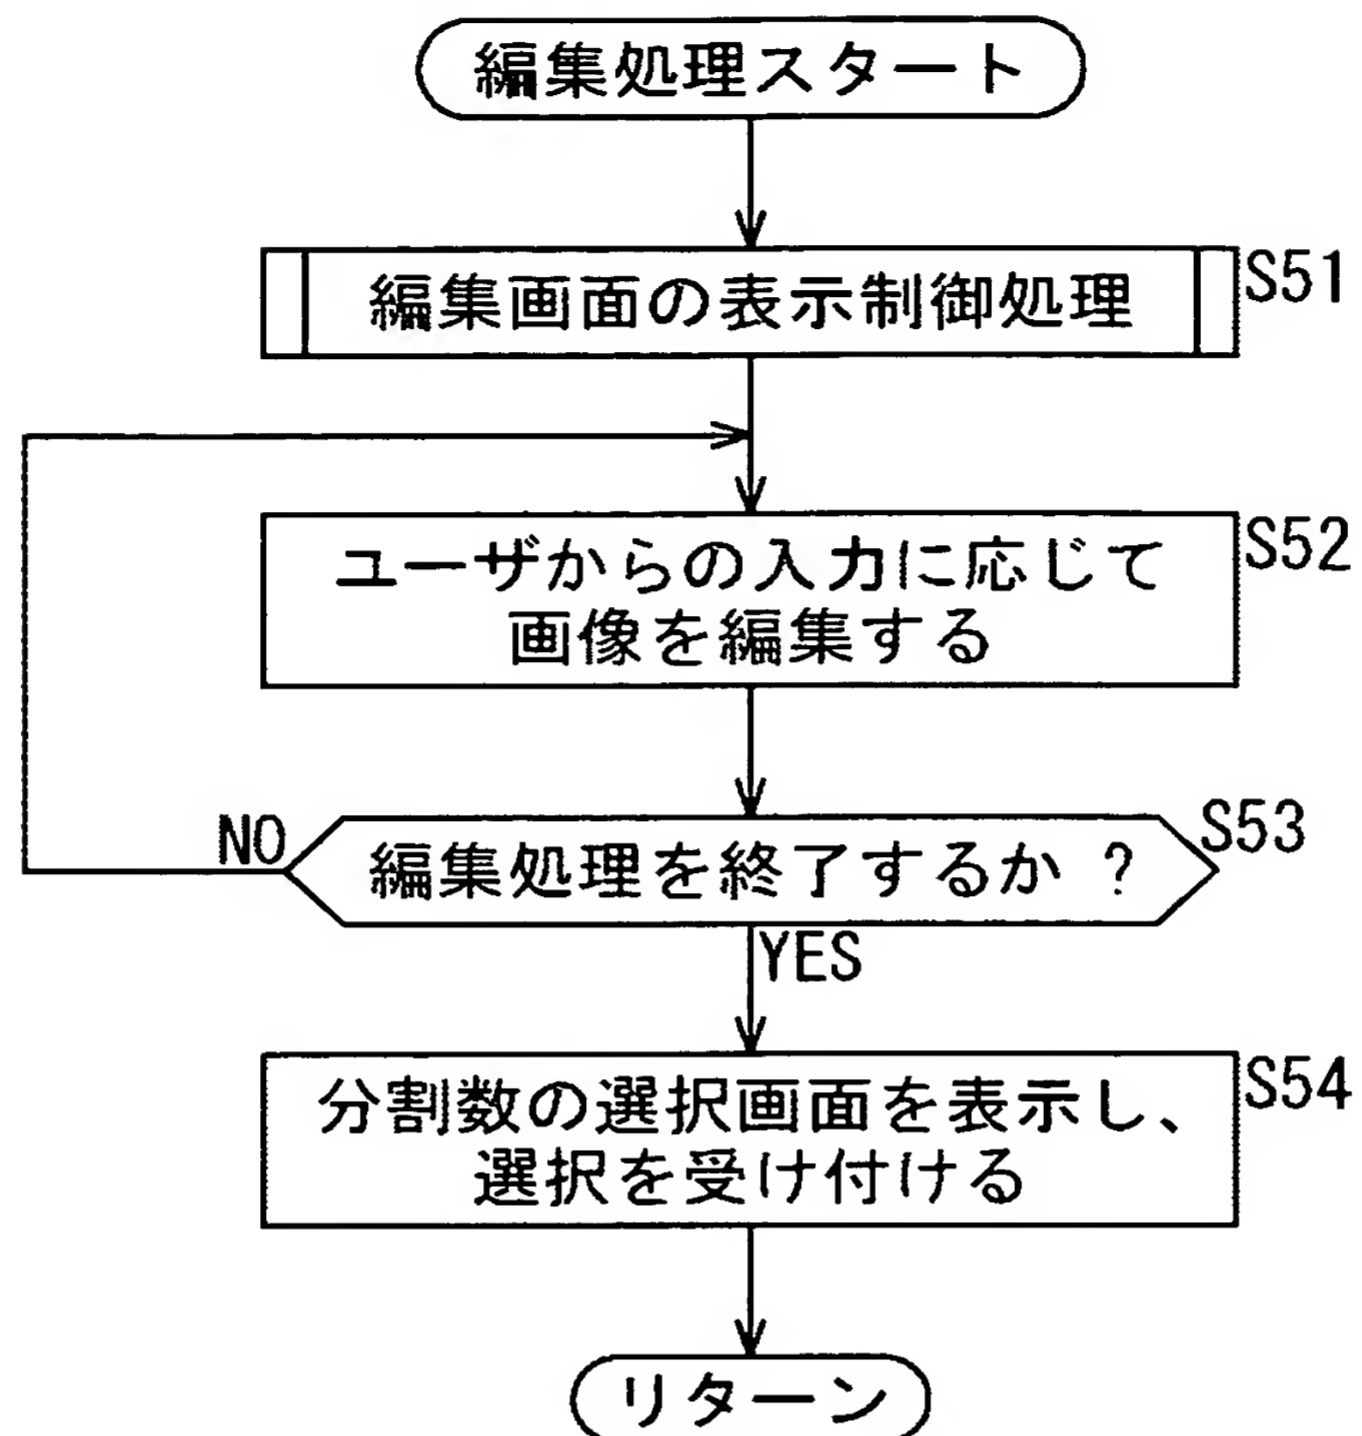 編集処理スタート
編集画面の表示制御処理
S51
ユーザからの入力に応じて
画像を編集する
S52
編集処理を終了するか ?
S53
NO
YES
分割数の選択画面を表示し、
選択を受け付ける
S54
リターン